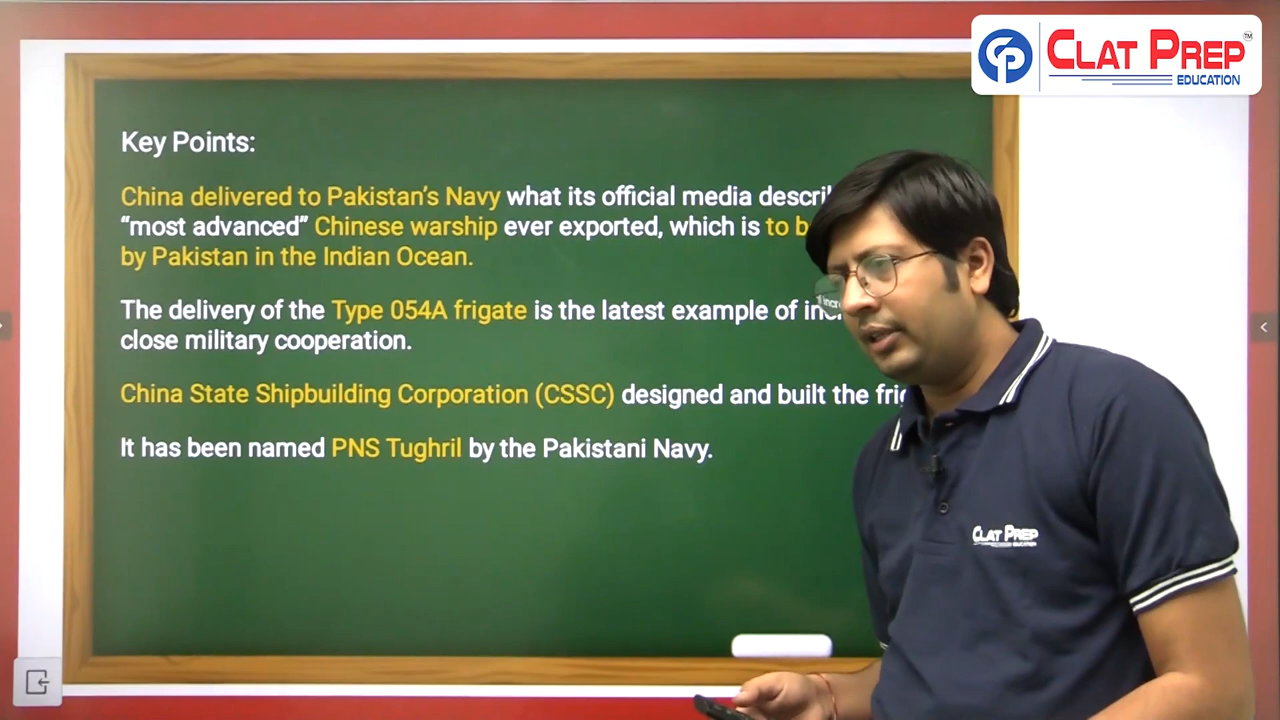 CLAT PREP TM
EDUCATION
Key Points:
China delivered to Pakistan’s Navy what its official media
“most advanced” Chinese warship ever exported, which is to
by Pakistan in the Indian Ocean.
The delivery of the Type 054A frigate is the latest example of
close military cooperation.
China State Shipbuilding Corporation (CSSC) designed and built the
It has been named PNS Tughril by the Pakistani Navy.
CLAT PREP
EDUCATION